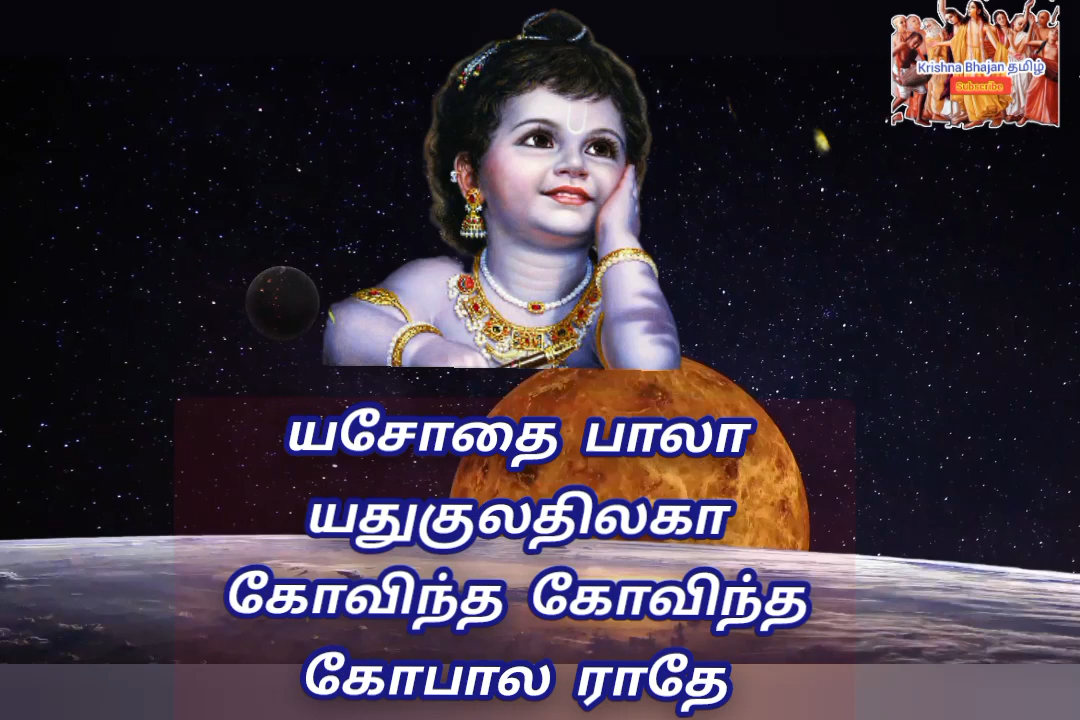 Krishna Bhajan தமிழ்
Subscribe
யசோதை பாலா
யதுகுலதிலகா
கோவிந்த கோவிந்த
கோபால ராதே